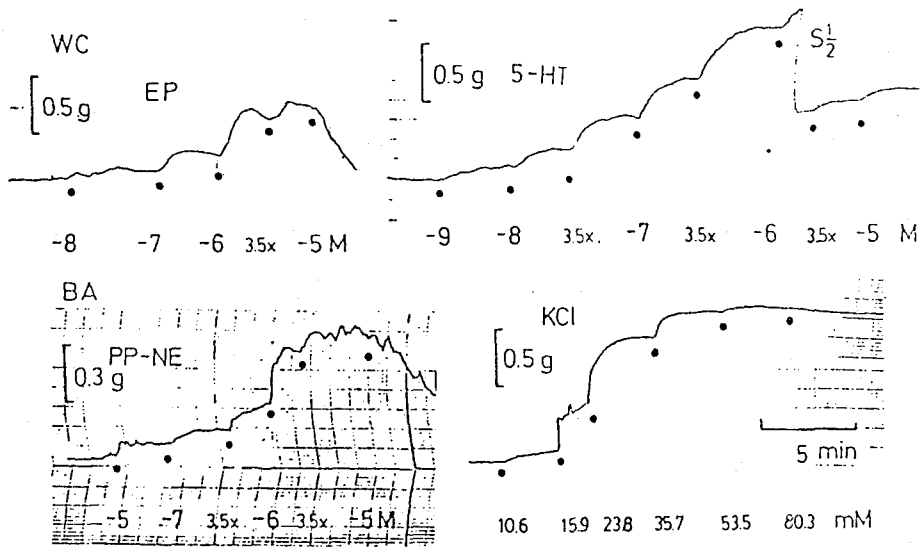 WC
EP
0.5 g
-8 -7 -6 3.5x -5 M
0.5 g 5-HT
S½
-9 -8 3.5x. -7 3.5x -6 3.5x -5 M
BA
PP-NE
0.3 g
-5 -7 3.5x -6 3.5x -5 M
KCl
0.5 g
5 min
10.6 15.9 23.8 35.7 53.5 80.3 mM